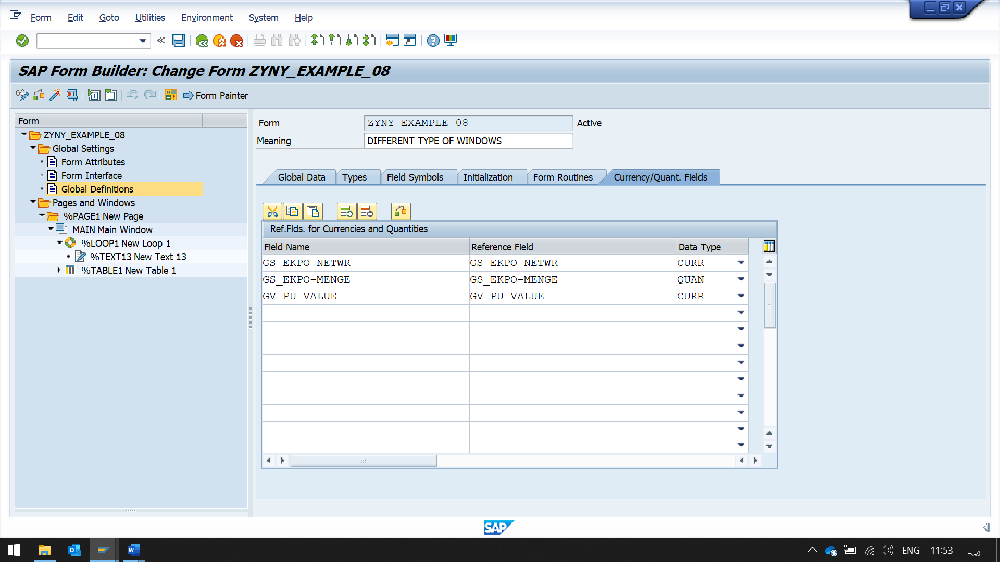 Form Edit Goto Utilities Environment System Help
SAP Form Builder: Change Form ZYNY_EXAMPLE_08
Form Painter
Form
ZYNY_EXAMPLE_08
Global Settings
Form Attributes
Form Interface
Global Definitions
Pages and Windows
%PAGE1 New Page
MAIN Main Window
%LOOP1 New Loop 1
%TEXT13 New Text 13
%TABLE1 New Table 1
Form ZYNY_EXAMPLE_08 Active
Meaning DIFFERENT TYPE OF WINDOWS
Global Data Types Field Symbols Initialization Form Routines Currency/Quant. Fields
Ref.Flds. for Currencies and Quantities
Field Name Reference Field Data Type
GS_EKPO-NETWR GS_EKPO-NETWR CURR
GS_EKPO-MENGE GS_EKPO-MENGE QUAN
GV_PU_VALUE GV_PU_VALUE CURR
SAP
ENG 11:53